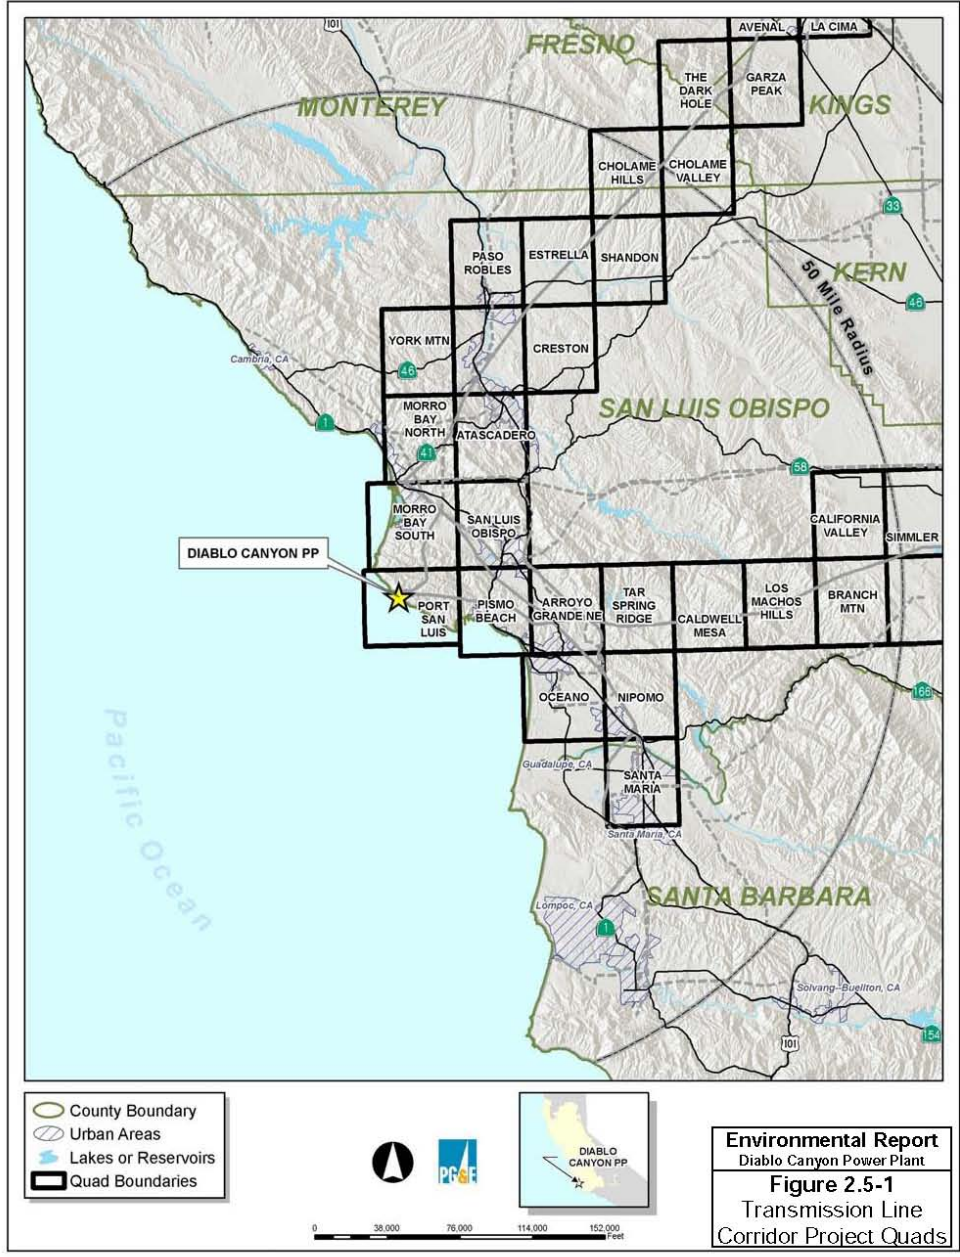 101
AVENAL
LA CIMA
FRESNO
THE
DARK
HOLE
GARZA
PEAK
MONTEREY
KINGS
CHOLAME
HILLS
CHOLAME
VALLEY
33
PASO
ROBLES
ESTRELLA
SHANDON
50 Mile Radius
KERN
46
YORK MTN
CRESTON
Cambria, CA
46
MORRO
BAY
NORTH
SAN LUIS OBISPO
1
ATASCADERO
41
58
MORRO
BAY
SOUTH
SAN LUIS
OBISPO
CALIFORNIA
VALLEY
SIMMLER
DIABLO CANYON PP
PORT
SAN
LUIS
PISMO
BEACH
ARROYO
GRANDE NE
TAR
SPRING
RIDGE
CALDWELL
MESA
LOS
MACHOS
HILLS
BRANCH
MTN
OCEANO
NIPOMO
166
Pacific Ocean
Guadalupe, CA
SANTA
MARIA
Santa Maria, CA
SANTA BARBARA
Lompoc, CA
1
Solvang--Buellton, CA
154
101
County Boundary
Urban Areas
Lakes or Reservoirs
Quad Boundaries
PG&E
DIABLO
CANYON PP
0 38,000 76,000 114,000 152,000
Feet
Environmental Report
Diablo Canyon Power Plant
Figure 2.5-1
Transmission Line
Corridor Project Quads